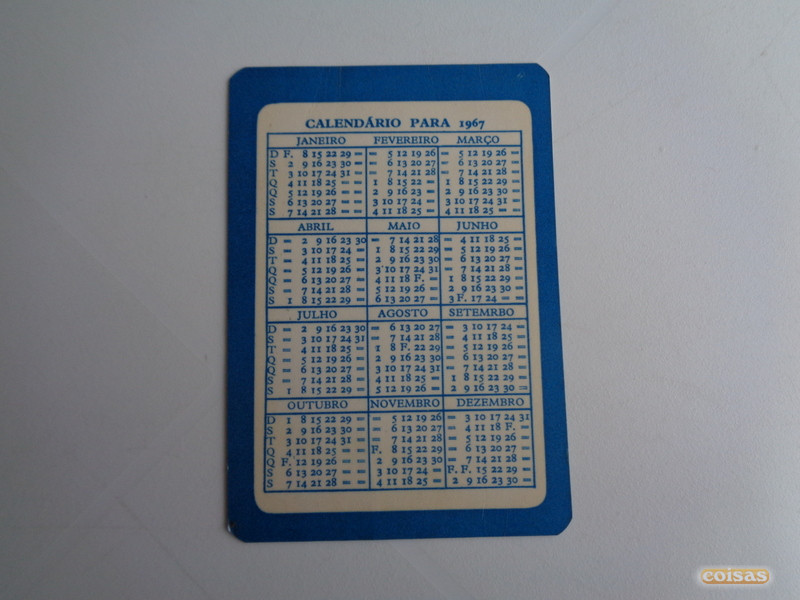 CALENDÁRIO PARA 1967
JANEIRO FEVEREIRO MARÇO
D F. 8 15 22 29 = = 5 12 19 26 = 5 12 19 26
S 2 9 16 23 30 = = 6 13 20 27 = 6 13 20 27
T 3 10 17 24 31 = = 7 14 21 28 = 7 14 21 28
Q 4 11 18 25 = = 1 8 15 22 = 1 8 15 22 29
Q 5 12 19 26 = = 2 9 16 23 = 2 9 16 23 30
S 6 13 20 27 = = 3 10 17 24 = 3 10 17 24 31
S 7 14 21 28 = = 4 11 18 25 = 4 11 18 25 =
ABRIL MAIO JUNHO
D = 2 9 16 23 30 = 7 14 21 28 = 4 11 18 25
S = 3 10 17 24 = 1 8 15 22 29 = 5 12 19 26
T = 4 11 18 25 = 2 9 16 23 30 = 6 13 20 27
Q = 5 12 19 26 = 3 10 17 24 31 = 7 14 21 28
Q = 6 13 20 27 = 4 11 18 F. = 1 8 15 22 29
S = 7 14 21 28 = 5 12 19 26 = 2 9 16 23 30
S 1 8 15 22 29 = 6 13 20 27 = 3 F. 17 24 =
JULHO AGOSTO SETEMRBO
D = 2 9 16 23 30 = 6 13 20 27 = 3 10 17 24
S = 3 10 17 24 31 = 7 14 21 28 = 4 11 18 25
T = 4 11 18 25 = 1 8 F. 22 29 = 5 12 19 26
Q = 5 12 19 26 = 2 9 16 23 30 = 6 13 20 27
Q = 6 13 20 27 = 3 10 17 24 31 = 7 14 21 28
S = 7 14 21 28 = 4 11 18 25 = 1 8 15 22 29
S 1 8 15 22 29 = 5 12 19 26 = 2 9 16 23 30
OUTUBRO NOVEMBRO DEZEMBRO
D 1 8 15 22 29 = = 5 12 19 26 = 3 10 17 24 31
S 2 9 16 23 30 = = 6 13 20 27 = 4 11 18 F. =
T 3 10 17 24 31 = = 7 14 21 28 = 5 12 19 26 =
Q 4 11 18 25 = = F. 8 15 22 29 = 6 13 20 27 =
Q F. 12 19 26 = = 2 9 16 23 30 = 7 14 21 28 =
S 6 13 20 27 = = 3 10 17 24 = F. F. 15 22 29 =
S 7 14 21 28 = = 4 11 18 25 = 2 9 16 23 30 =
coisas